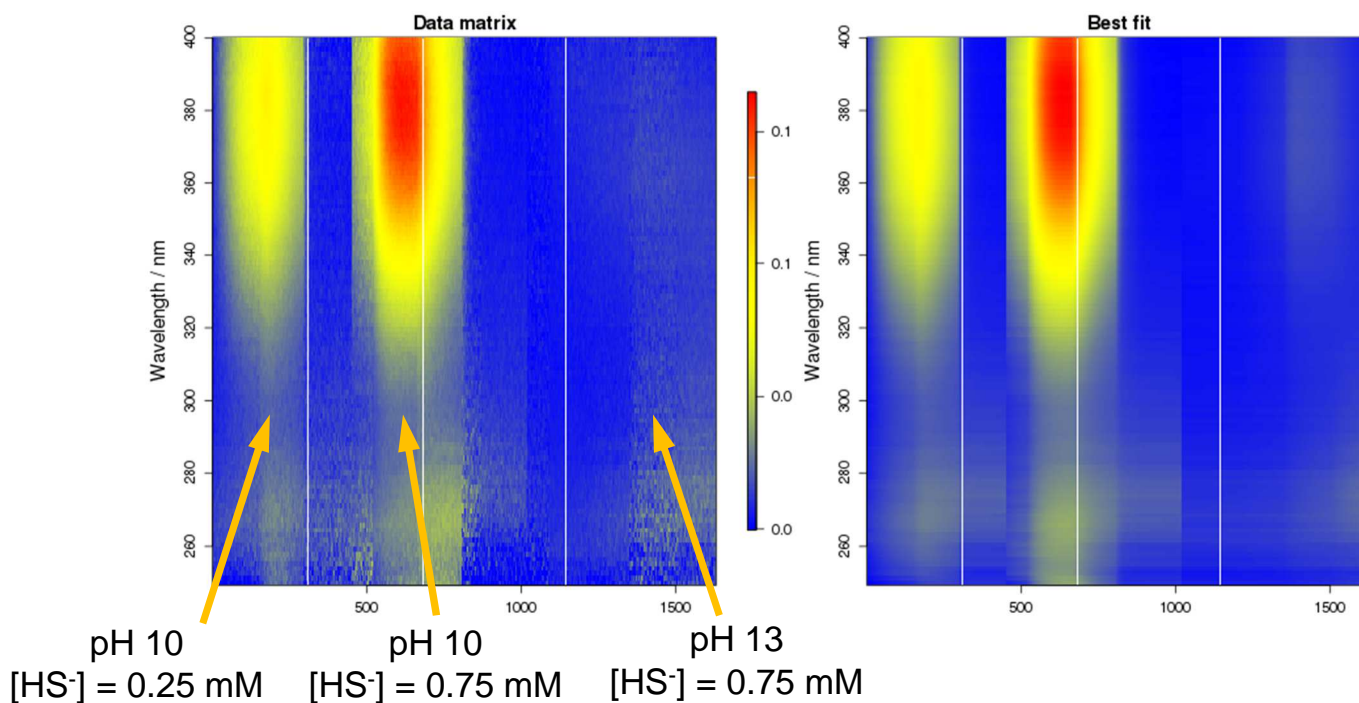 Data matrix
Best fit
Wavelength / nm
400
380
360
340
320
300
280
260
500
1000
1500
0.1
0.1
0.0
0.0
Wavelength / nm
400
380
360
340
320
300
280
260
500
1000
1500
pH 10
[HS-] = 0.25 mM
pH 10
[HS-] = 0.75 mM
pH 13
[HS-] = 0.75 mM